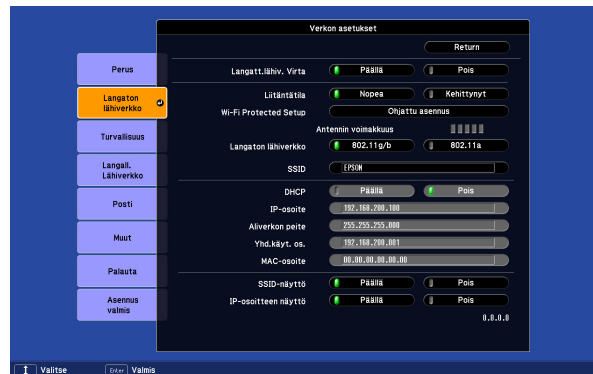 Verkon asetukset
Return
Perus
Langaton
lähiverkko
Turvallisuus
Langall.
Lähiverkko
Posti
Muut
Palauta
Asennus
valmis
Langatt.lähiv. Virta Päällä Pois
Liitäntätila Nopea Kehittynyt
Wi-Fi Protected Setup Ohjattu asennus
Antennin voimakkuus
Langaton lähiverkko 802.11g/b 802.11a
SSID EPSON
DHCP Päällä Pois
IP-osoite 192.168.200.100
Aliverkon peite 255.255.255.000
Yhd.käyt. os. 192.168.200.001
MAC-osoite 00.00.00.00.00.00
SSID-näyttö Päällä Pois
IP-osoitteen näyttö Päällä Pois
0.0.0.0
Valitse Enter Valmis